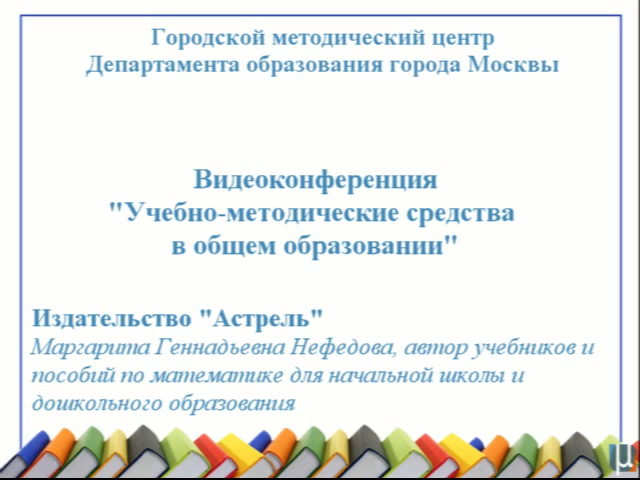 Городской методический центр
Департамента образования города Москвы
Видеоконференция
"Учебно-методические средства
в общем образовании"
Издательство "Астрель"
Маргарита Геннадьевна Нефедова, автор учебников и
пособий по математике для начальной школы и
дошкольного образования
μ